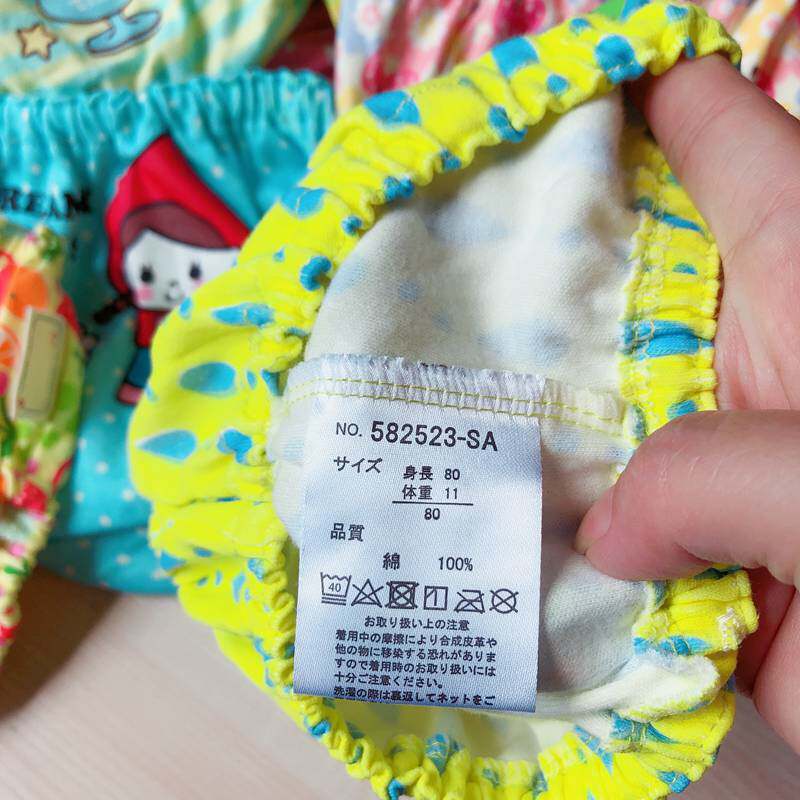 REAM
NO. 582523-SA
サイズ
身長 80
体重 11
80
品質
綿 100%
40
お取り扱い上の注意
着用中の摩擦により合成皮革や
他の物に移染する恐れがありま
すので着用時のお取り扱いには
十分ご注意ください。
洗濯の際は裏返してネットをご